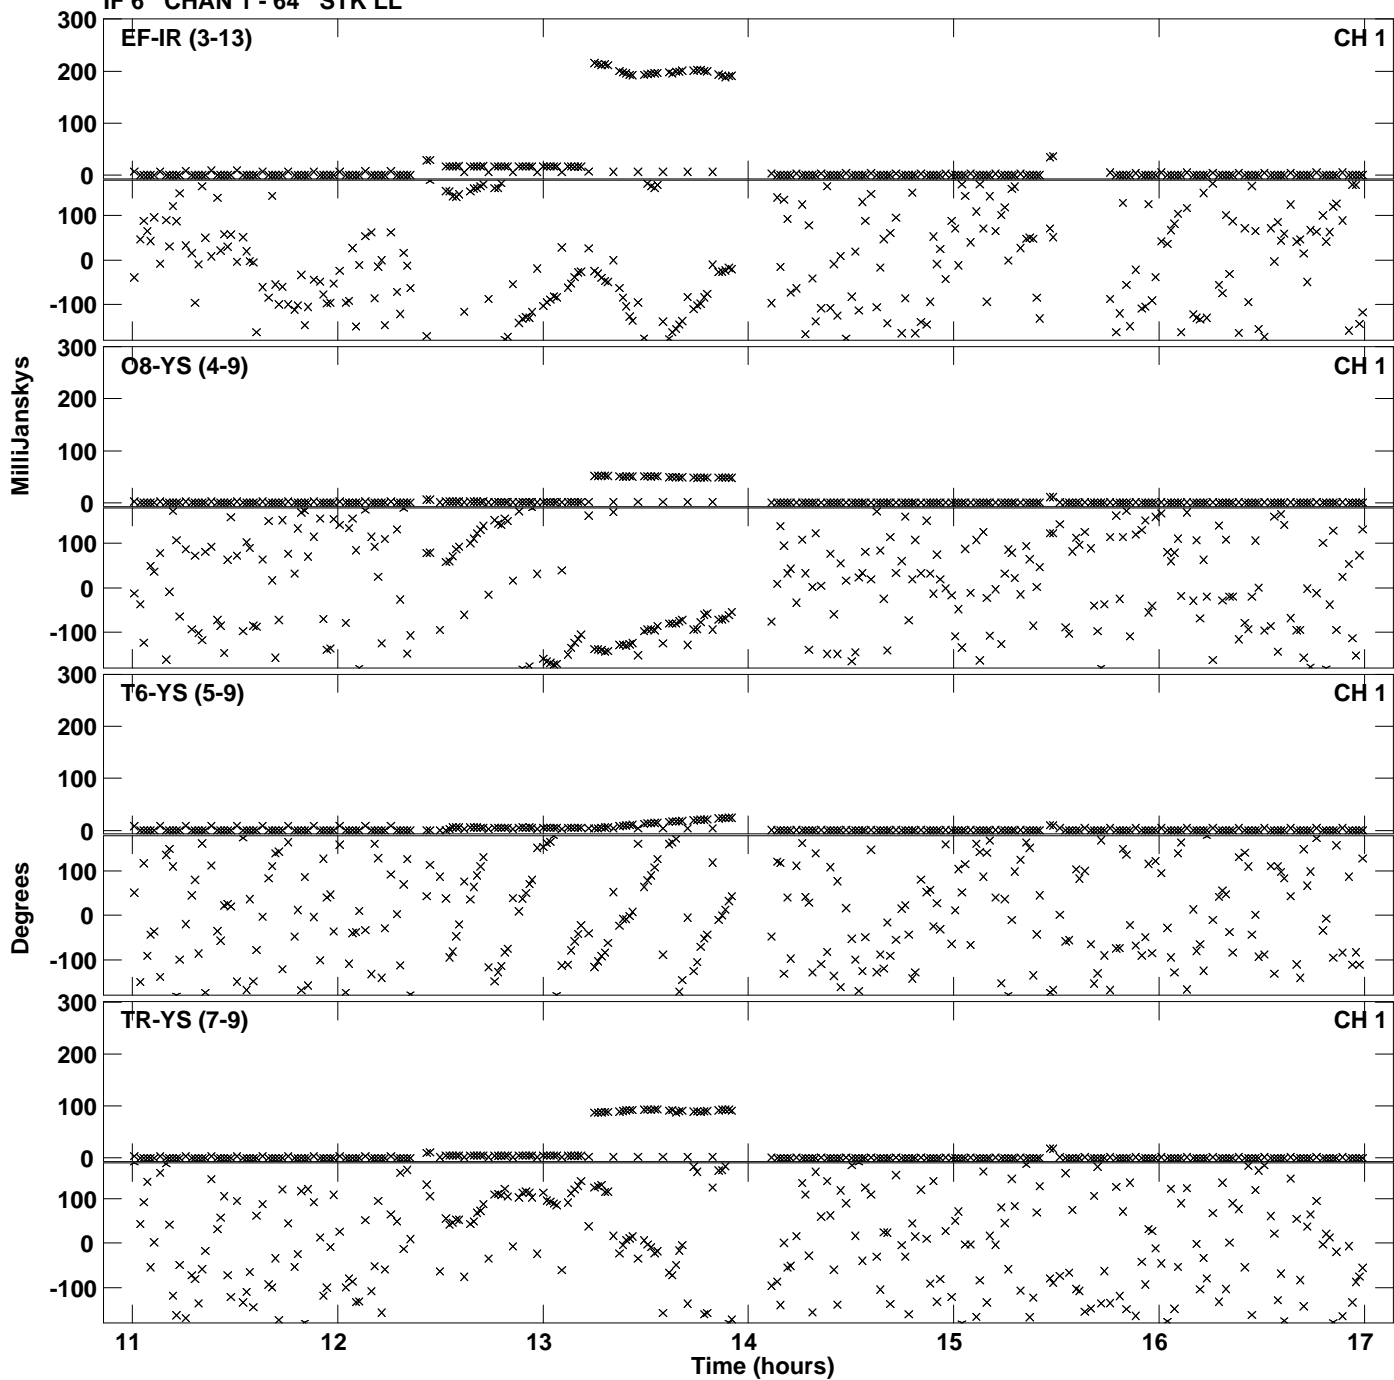 IF 6 CHAN 1 - 64 STK LL
300
EF-IR (3-13)
CH 1
200
100
0
100
0
-100
300
O8-YS (4-9)
CH 1
200
100
0
100
0
-100
300
T6-YS (5-9)
CH 1
200
100
0
100
0
-100
300
TR-YS (7-9)
CH 1
200
100
0
100
0
-100
MilliJanskys
Degrees
11 12 13 14 15 16 17
Time (hours)